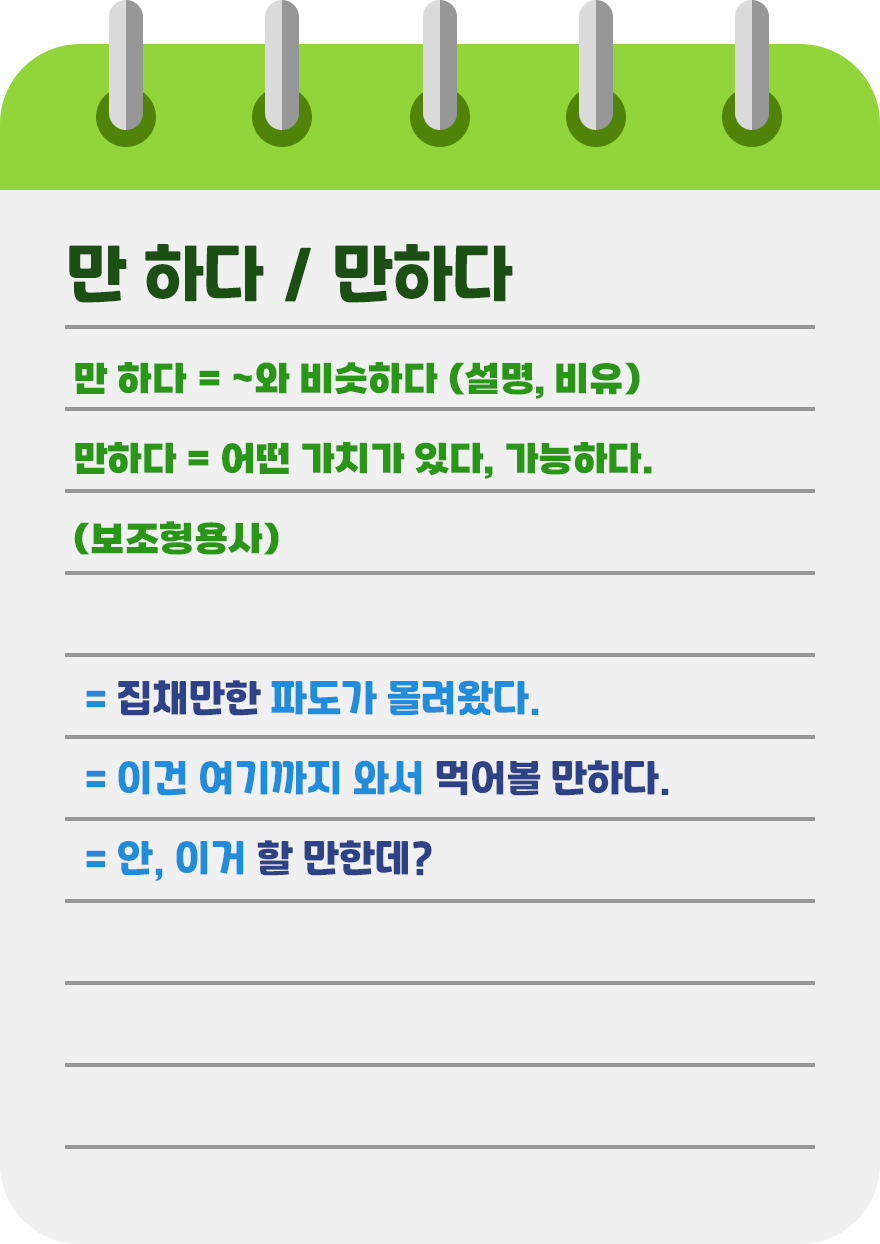 만 하다 / 만하다
만 하다 = ~와 비슷하다 (설명, 비유)
만하다 = 어떤 가치가 있다, 가능하다.
(보조형용사)
= 집채만한 파도가 몰려왔다.
= 이건 여기까지 와서 먹어볼 만하다.
= 안, 이거 할 만한데?